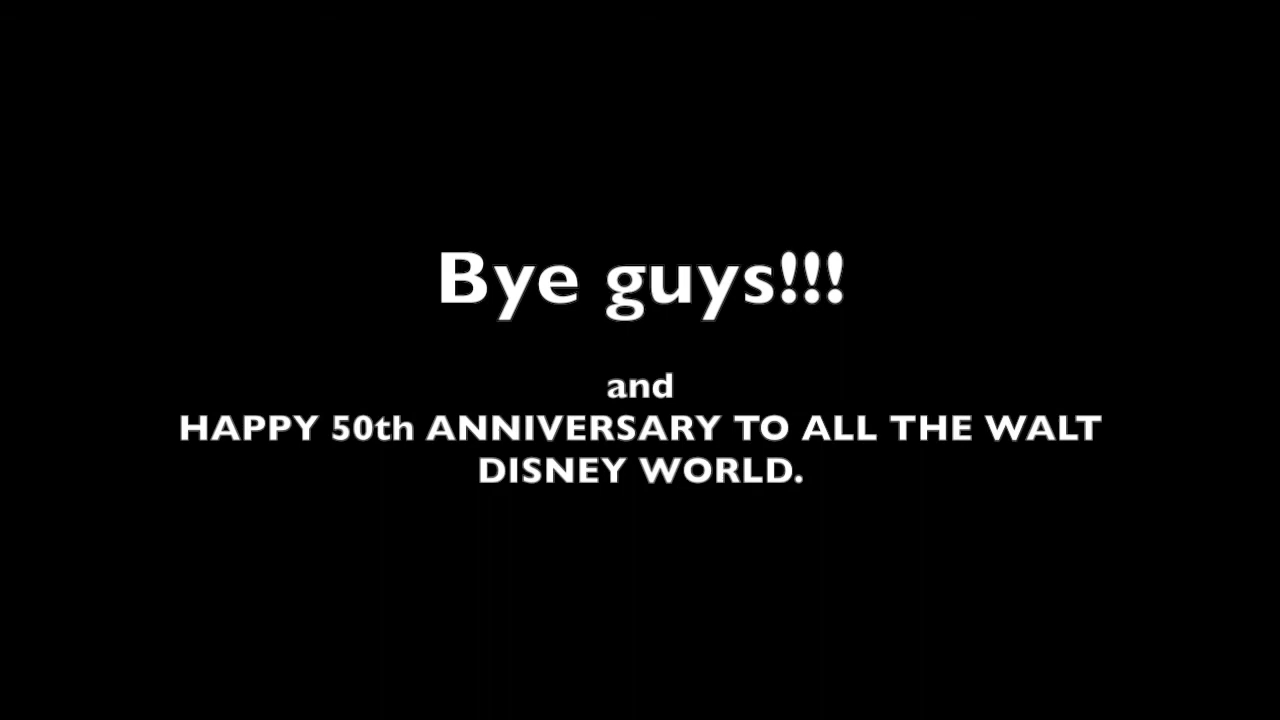 Bye guys!!!
and
HAPPY 50th ANNIVERSARY TO ALL THE WALT
DISNEY WORLD.